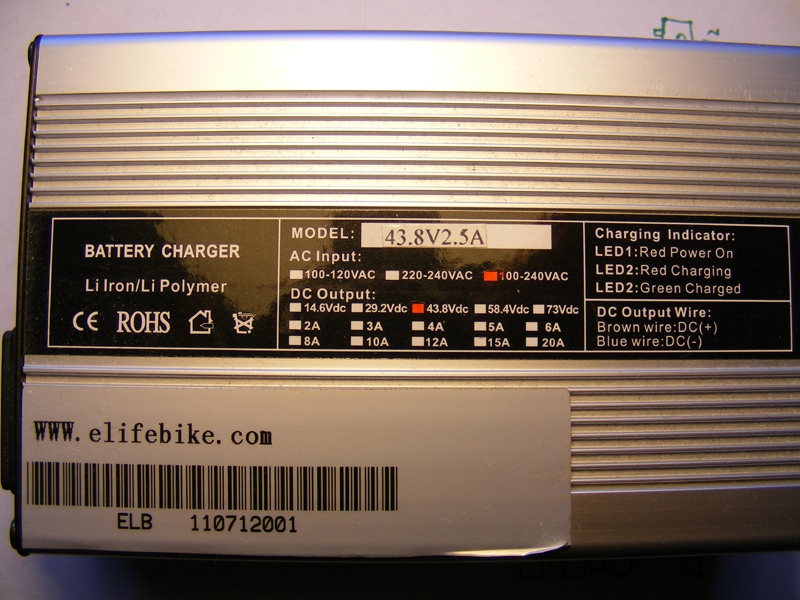 BATTERY CHARGER
Li Iron/Li Polymer
CE ROHS
MODEL: 43.8V2.5A
AC Input:
100-120VAC 220-240VAC 100-240VAC
DC Output:
14.6Vdc 29.2Vdc 43.8Vdc 58.4Vdc 73Vdc
2A 3A 4A 5A 6A
8A 10A 12A 15A 20A
Charging Indicator:
LED1:Red Power On
LED2:Red Charging
LED2:Green Charged
DC Output Wire:
Brown wire:DC(+)
Blue wire:DC(-)
www.elifebike.com
ELB 110712001